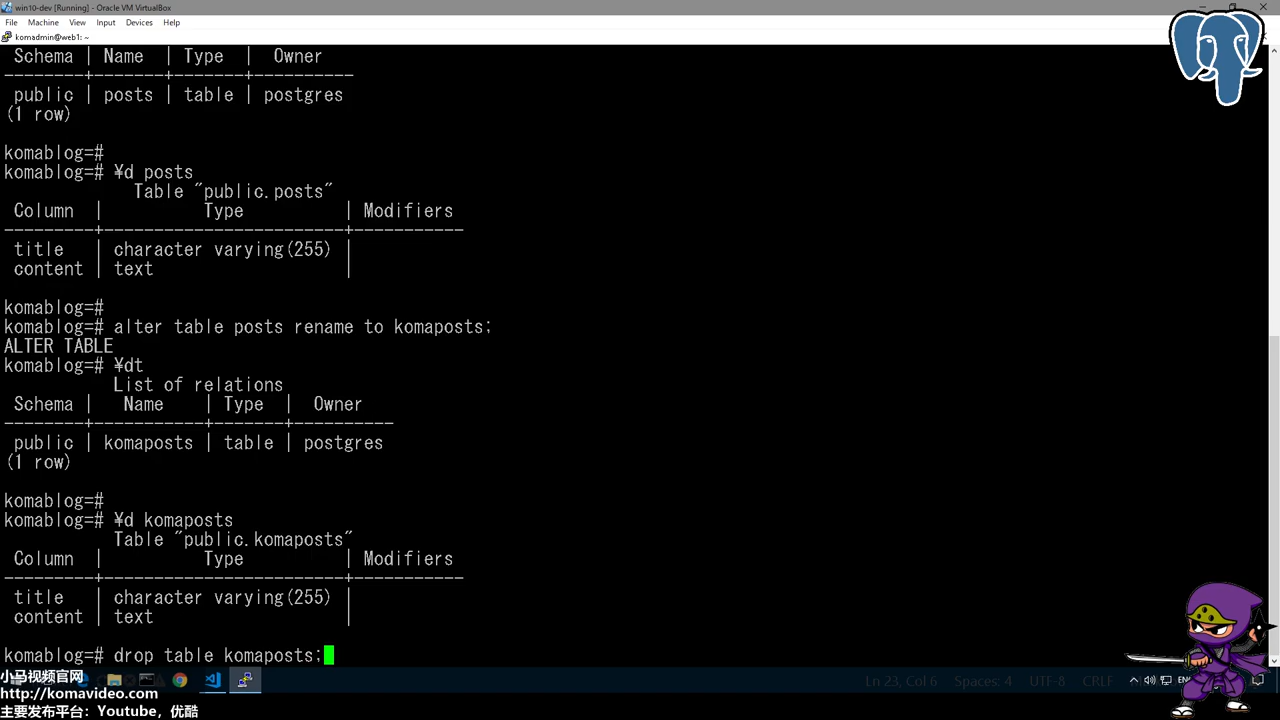 win10-dev [Running] - Oracle VM VirtualBox
File Machine View Input Devices Help
komadmin@web1: ~
Schema | Name | Type | Owner
--------+-------+-------+----------
public | posts | table | postgres
(1 row)
komablog=#
komablog=# ¥d posts
Table "public.posts"
Column | Type | Modifiers
---------+------------------------+-----------
title | character varying(255) |
content | text |
komablog=#
komablog=# alter table posts rename to komaposts;
ALTER TABLE
komablog=# ¥dt
List of relations
Schema | Name | Type | Owner
--------+-----------+-------+----------
public | komaposts | table | postgres
(1 row)
komablog=#
komablog=# ¥d komaposts
Table "public.komaposts"
Column | Type | Modifiers
---------+------------------------+-----------
title | character varying(255) |
content | text |
komablog=# drop table komaposts;
小马视频官网
http://komavideo.com
主要发布平台：Youtube，优酷
Ln 23, Col 6 Spaces: 4 UTF-8 CRLF
ENG